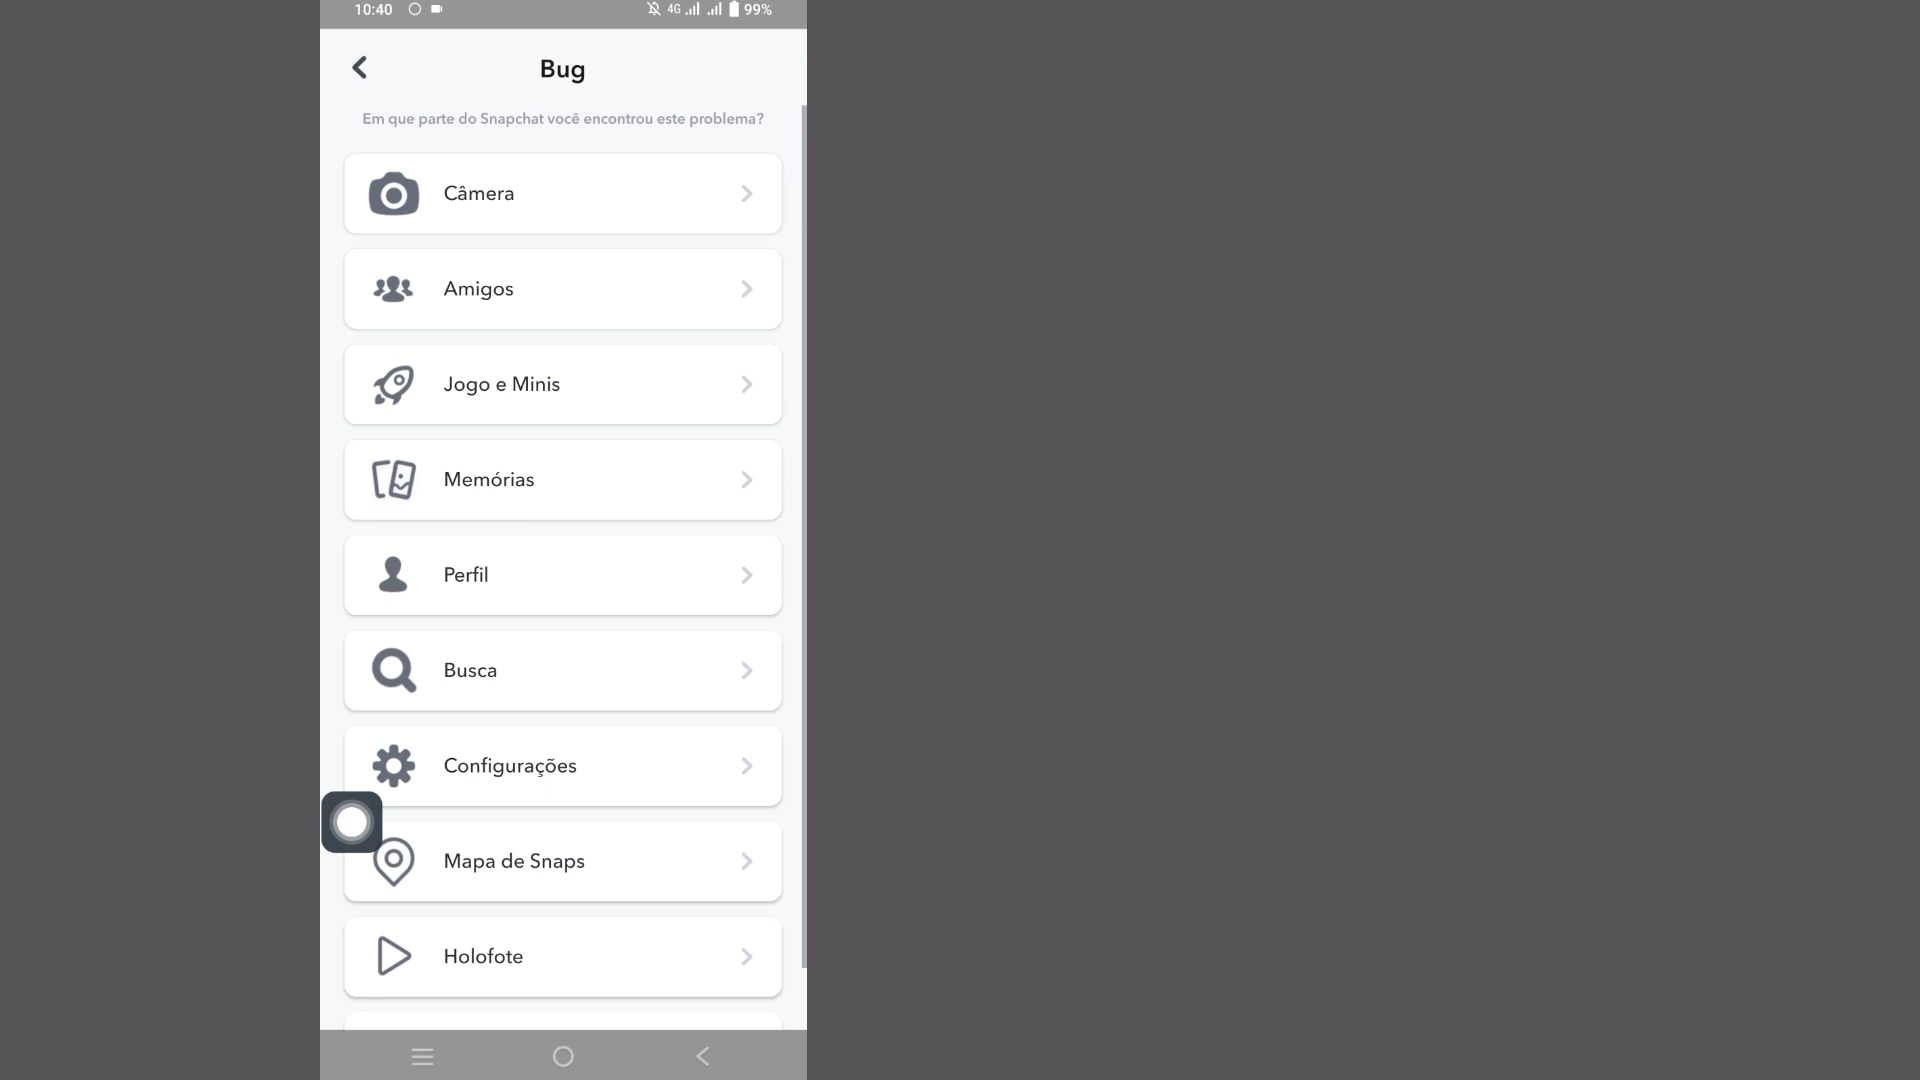 10:40 4G 99%
Bug
Em que parte do Snapchat você encontrou este problema?
Câmera
Amigos
Jogo e Minis
Memórias
Perfil
Busca
Configurações
Mapa de Snaps
Holofote